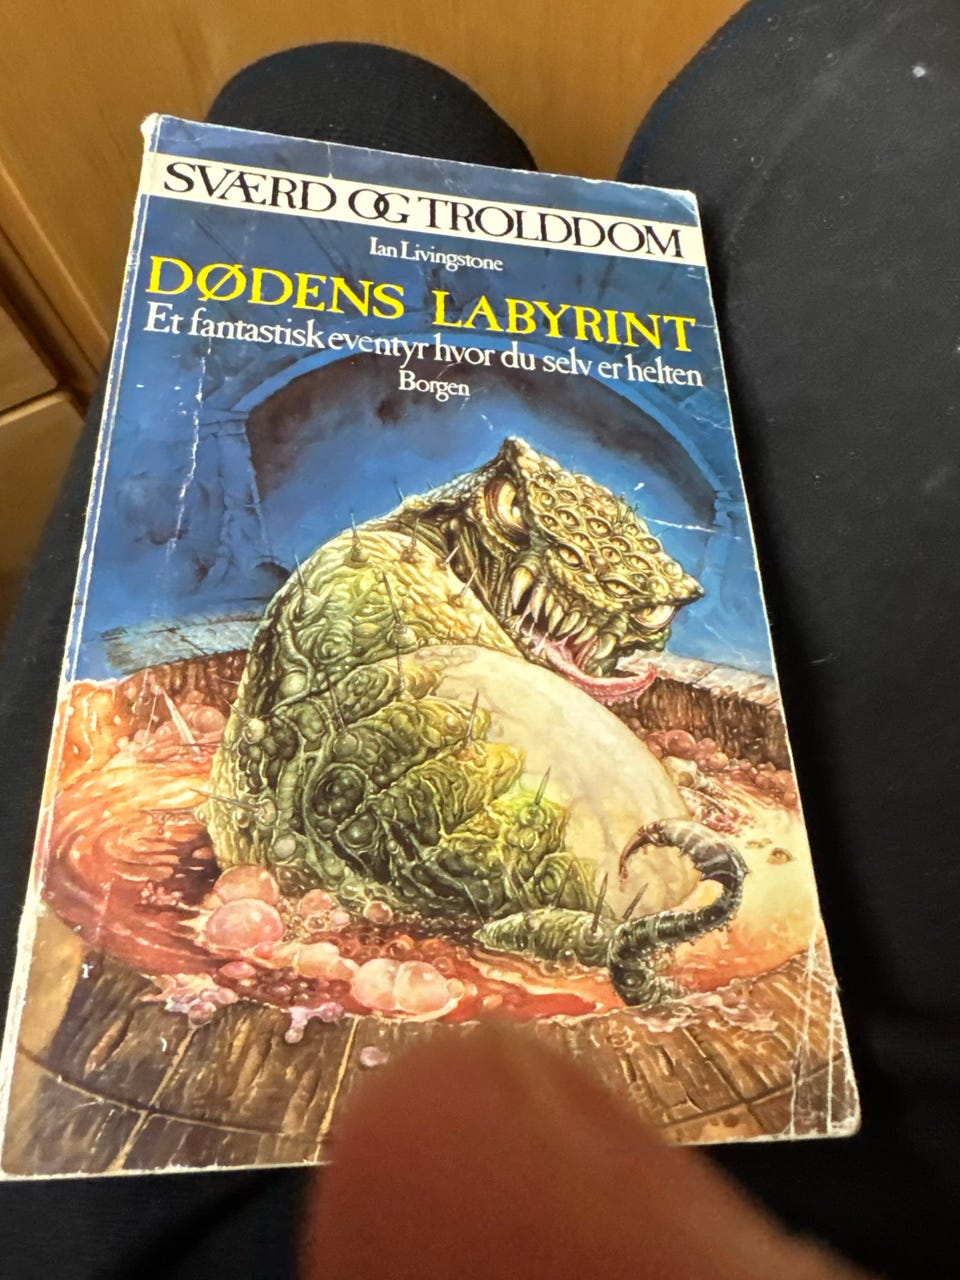 SVÆRD OG TROLDDOM
Ian Livingstone
DØDENS LABYRINT
Et fantastisk eventyr hvor du selv er helten
Borgen